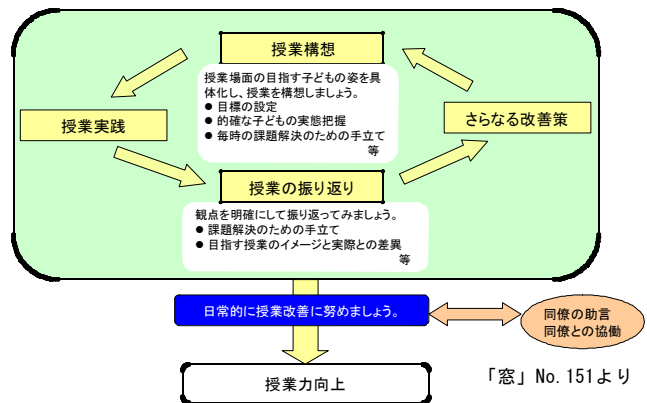 授業構想
授業場面の目指す子どもの姿を具
体化し、授業を構想しましょう。
● 目標の設定
● 的確な子どもの実態把握
● 毎時の課題解決のための手立て
等
授業実践
さらなる改善策
授業の振り返り
観点を明確にして振り返ってみましょう。
● 課題解決のための手立て
● 目指す授業のイメージと実際との差異
等
日常的に授業改善に努めましょう。
同僚の助言
同僚との協働
授業力向上
「窓」No.151より